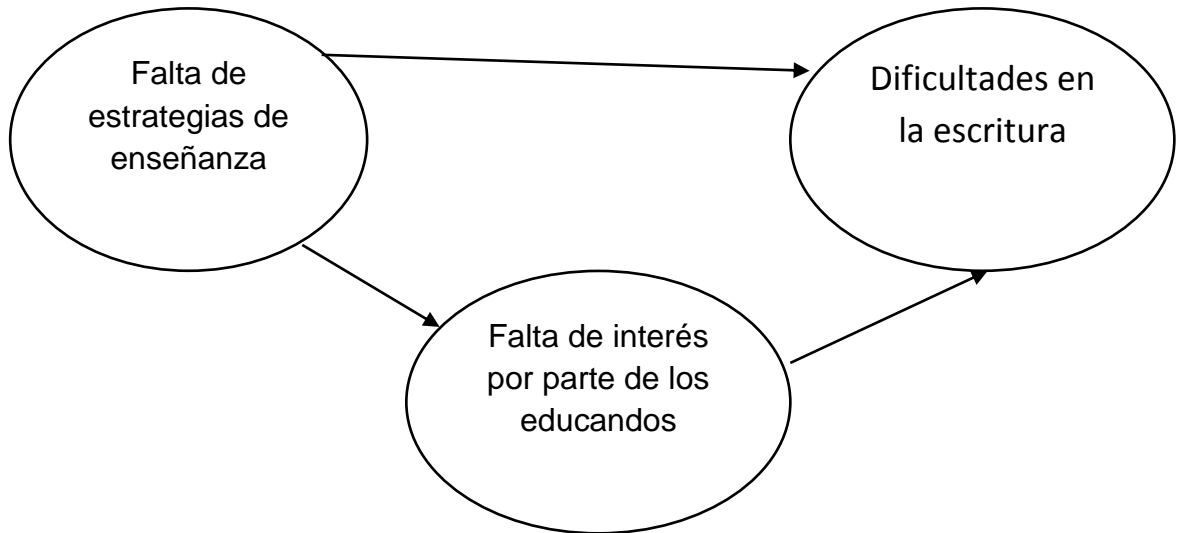 Falta de
estrategias de
enseñanza
Dificultades en
la escritura
Falta de interés
por parte de los
educandos